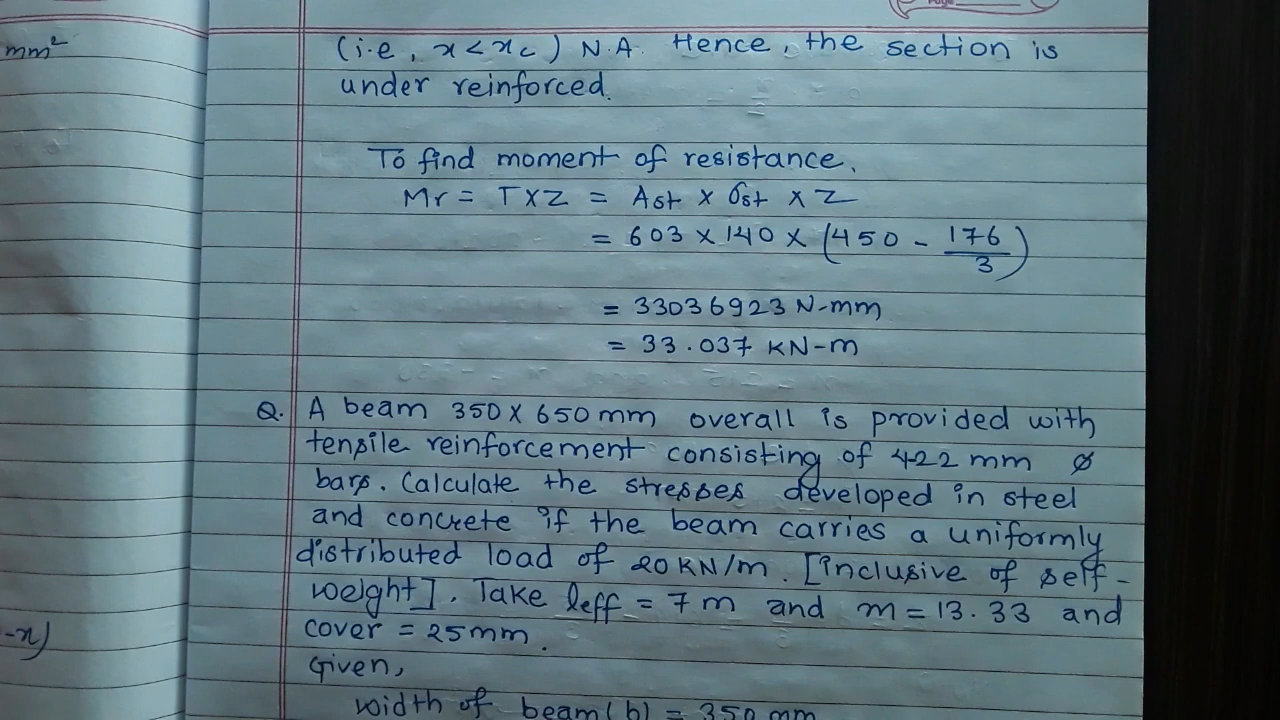 mm²
(i.e, x < xc) N.A. Hence, the section is
under reinforced.
To find moment of resistance,
Mr = T X Z = Ast x σst x Z
= 603 x 140 x (450 - 176/3)
= 33036923 N-mm
= 33.037 KN-m
Q. A beam 350 X 650 mm overall is provided with
tensile reinforcement consisting of 422 mm ø
bars. Calculate the stresses developed in steel
and concrete if the beam carries a uniformly
distributed load of 20 KN/m. [inclusive of self-
weight]. Take leff = 7 m and m = 13.33 and
-x)
cover = 25 mm.
Given,
width of beam (b) = 350 mm